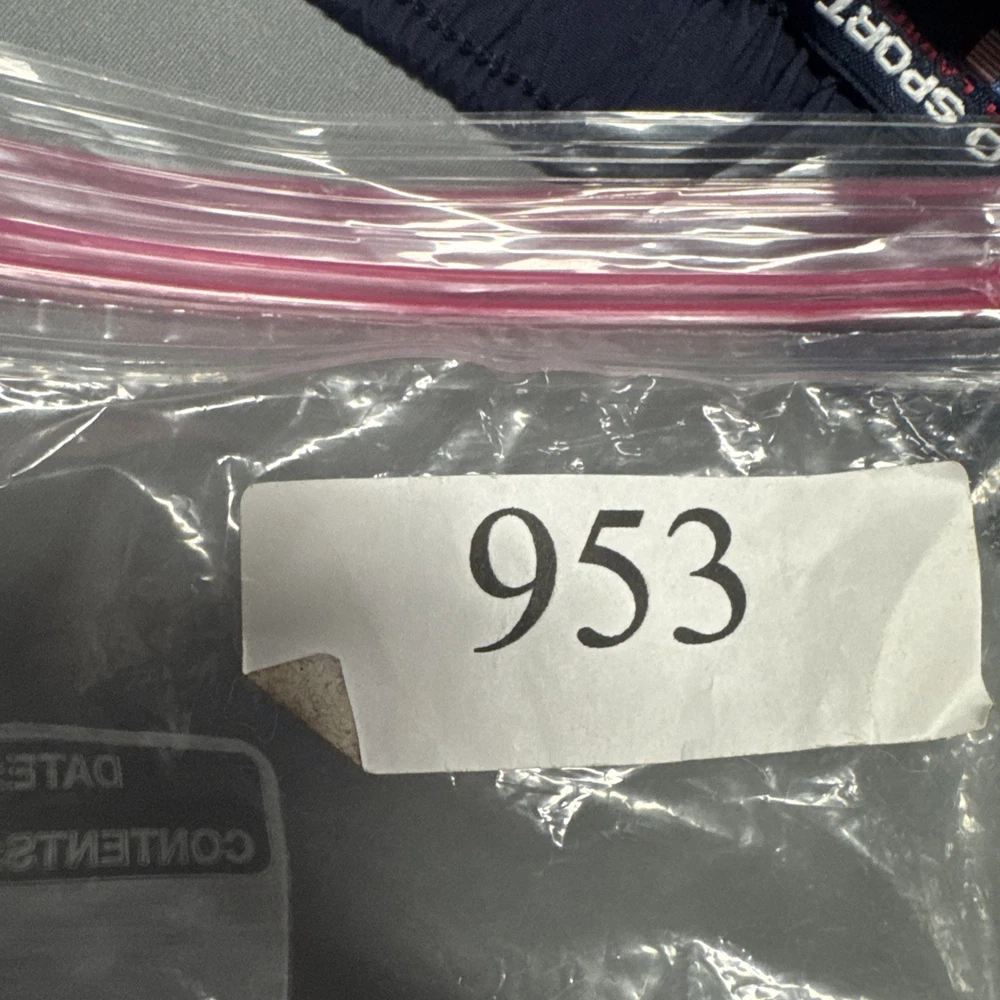 O SPORT
953
DATE:
CONTENTS: